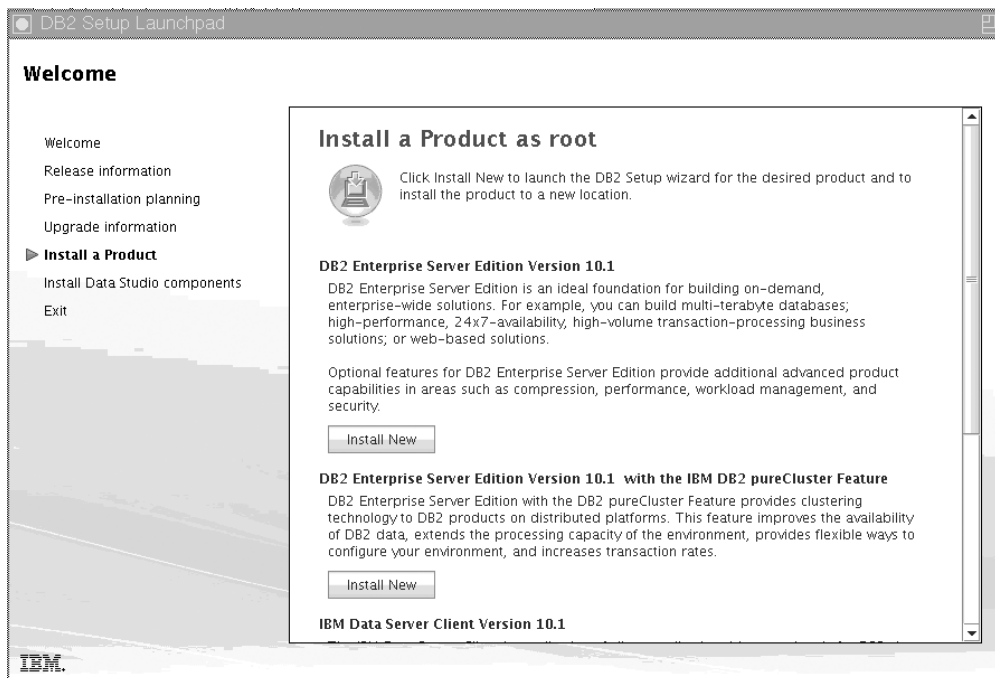 DB2 Setup Launchpad
Welcome
Welcome
Release information
Pre-installation planning
Upgrade information
Install a Product
Install Data Studio components
Exit
Install a Product as root
Click Install New to launch the DB2 Setup wizard for the desired product and to
install the product to a new location.
DB2 Enterprise Server Edition Version 10.1
DB2 Enterprise Server Edition is an ideal foundation for building on-demand,
enterprise-wide solutions. For example, you can build multi-terabyte databases;
high-performance, 24x7-availability, high-volume transaction-processing business
solutions; or web-based solutions.
Optional features for DB2 Enterprise Server Edition provide additional advanced product
capabilities in areas such as compression, performance, workload management, and
security.
Install New
DB2 Enterprise Server Edition Version 10.1 with the IBM DB2 pureCluster Feature
DB2 Enterprise Server Edition with the DB2 pureCluster Feature provides clustering
technology to DB2 products on distributed platforms. This feature improves the availability
of DB2 data, extends the processing capacity of the environment, provides flexible ways to
configure your environment, and increases transaction rates.
Install New
IBM Data Server Client Version 10.1
IBM.